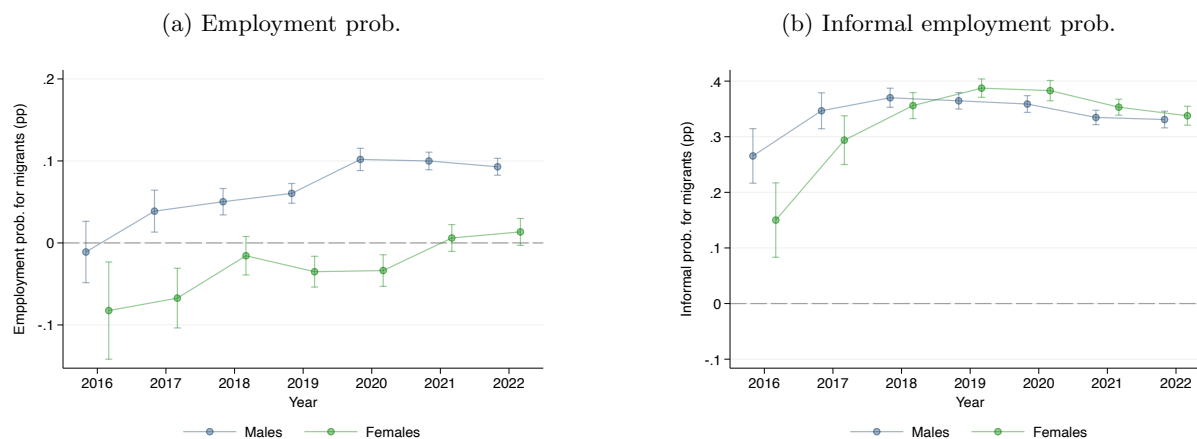 (a) Employment prob.
Employment prob. for migrants (pp)
.2
.1
0
-.1
2016 2017 2018 2019 2020 2021 2022
Year
Males Females
(b) Informal employment prob.
Informal prob. for migrants (pp)
.4
.3
.2
.1
0
-.1
2016 2017 2018 2019 2020 2021 2022
Year
Males Females